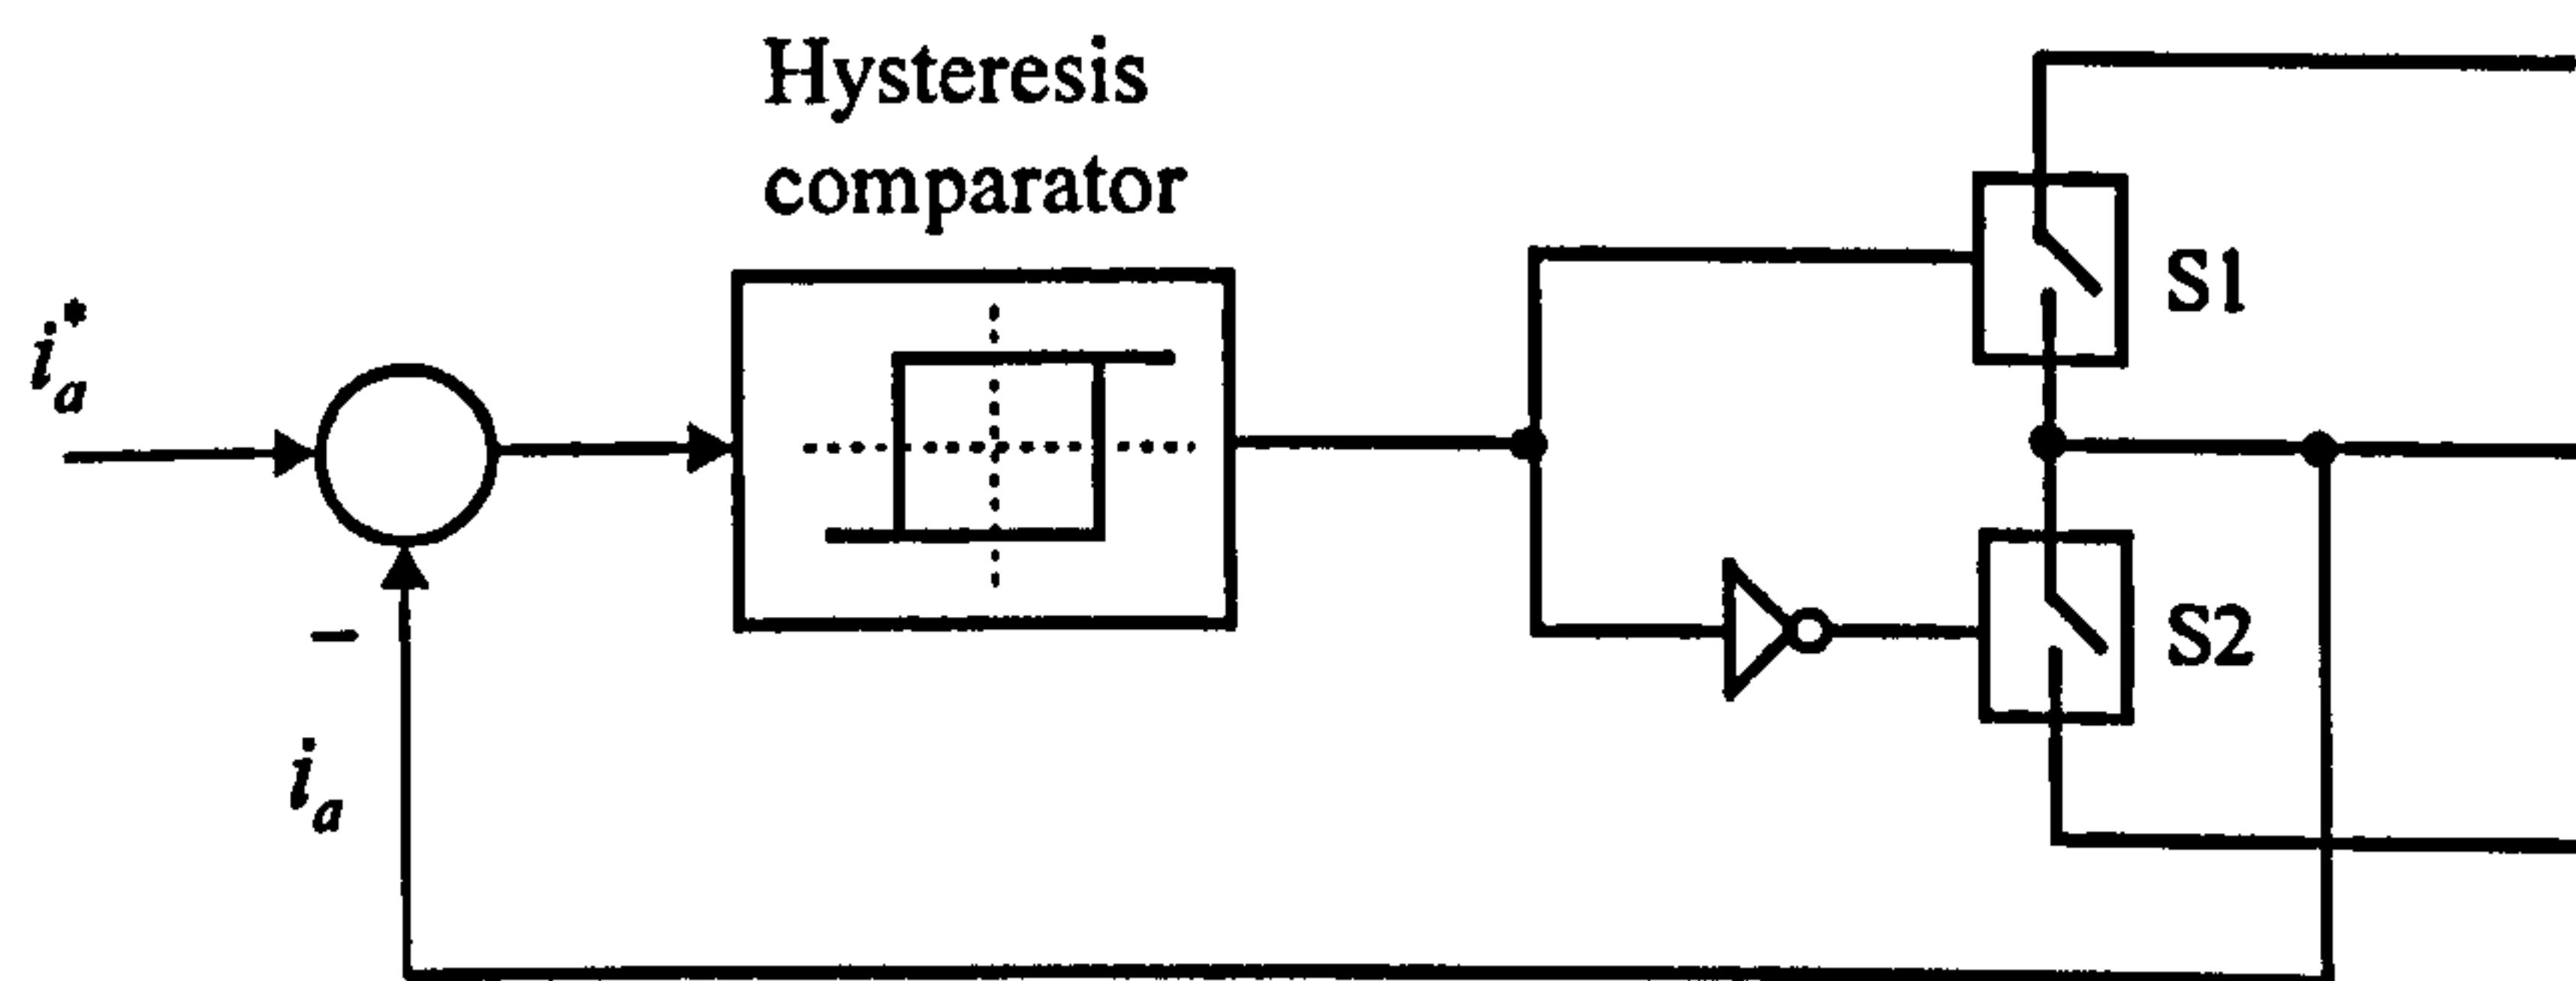 Hysteresis
comparator
i*a
S1
S2
−
ia